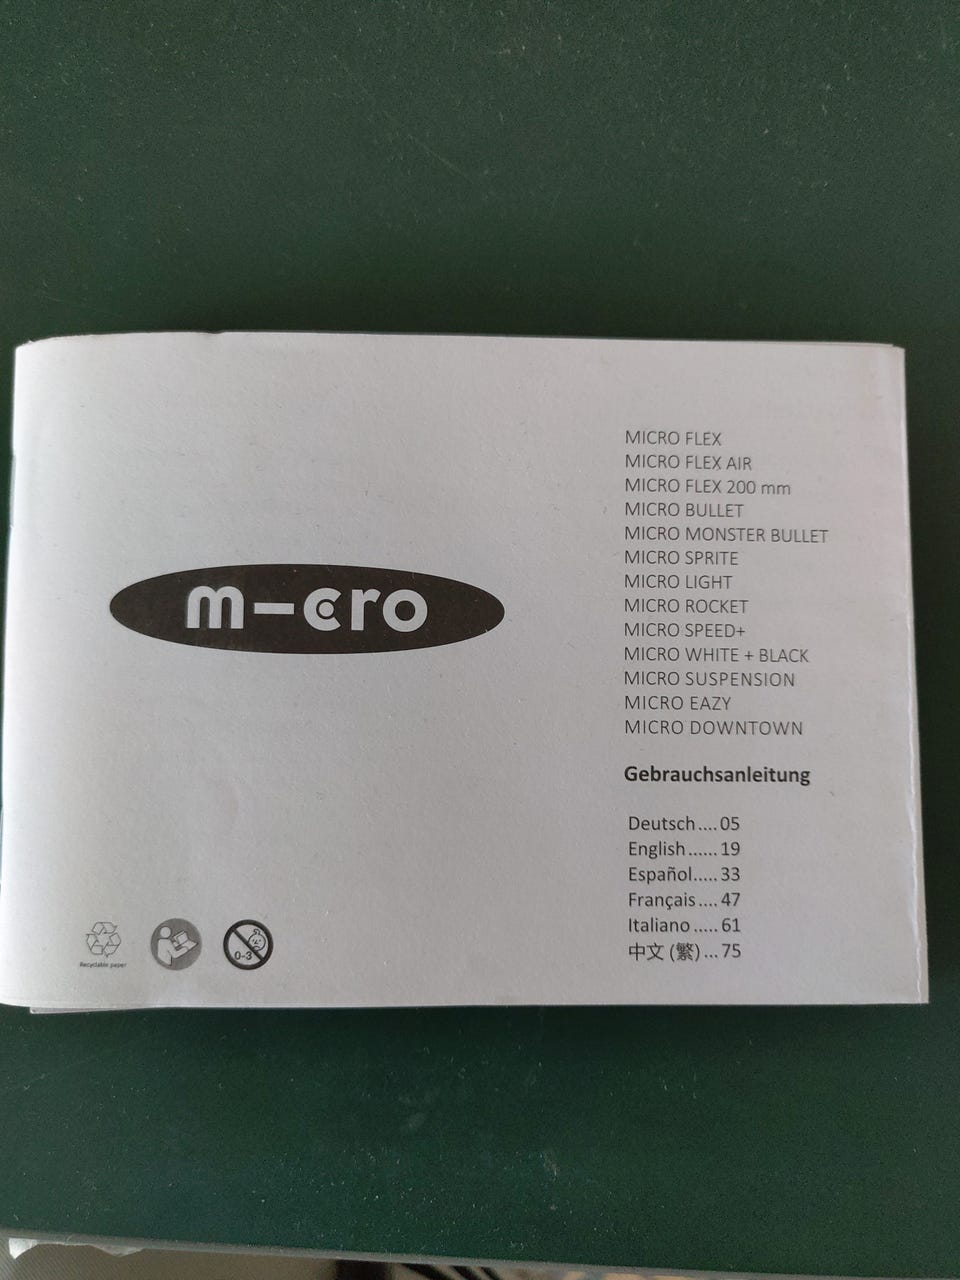 m-cro
MICRO FLEX
MICRO FLEX AIR
MICRO FLEX 200 mm
MICRO BULLET
MICRO MONSTER BULLET
MICRO SPRITE
MICRO LIGHT
MICRO ROCKET
MICRO SPEED+
MICRO WHITE + BLACK
MICRO SUSPENSION
MICRO EAZY
MICRO DOWNTOWN
Gebrauchsanleitung
Deutsch....05
English......19
Español.....33
Français....47
Italiano.....61
中文 (繁)...75
Recyclable paper
0-3